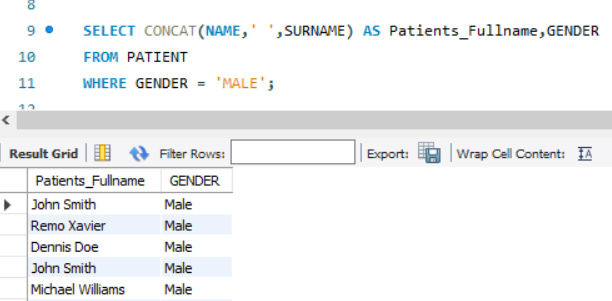 8
9 SELECT CONCAT(NAME,' ',SURNAME) AS Patients_Fullname,GENDER
10 FROM PATIENT
11 WHERE GENDER = 'MALE';
12
Result Grid Filter Rows: Export: Wrap Cell Content:
Patients_Fullname GENDER
John Smith Male
Remo Xavier Male
Dennis Doe Male
John Smith Male
Michael Williams Male